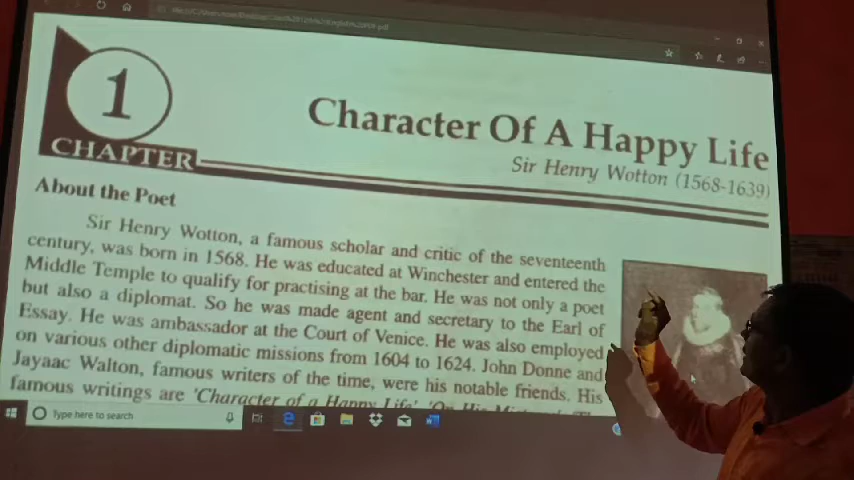 1
CHAPTER
Character Of A Happy Life
Sir Henry Wotton (1568-1639)
About the Poet
Sir Henry Wotton, a famous scholar and critic of the seventeenth
century, was born in 1568. He was educated at Winchester and entered the
Middle Temple to qualify for practising at the bar. He was not only a poet
but also a diplomat. So he was made agent and secretary to the Earl of
Essay. He was ambassador at the Court of Venice. He was also employed
on various other diplomatic missions from 1604 to 1624. John Donne and
Jayaac Walton, famous writers of the time, were his notable friends. His
famous writings are 'Character of a Happy Life' 'On His
Type here to search